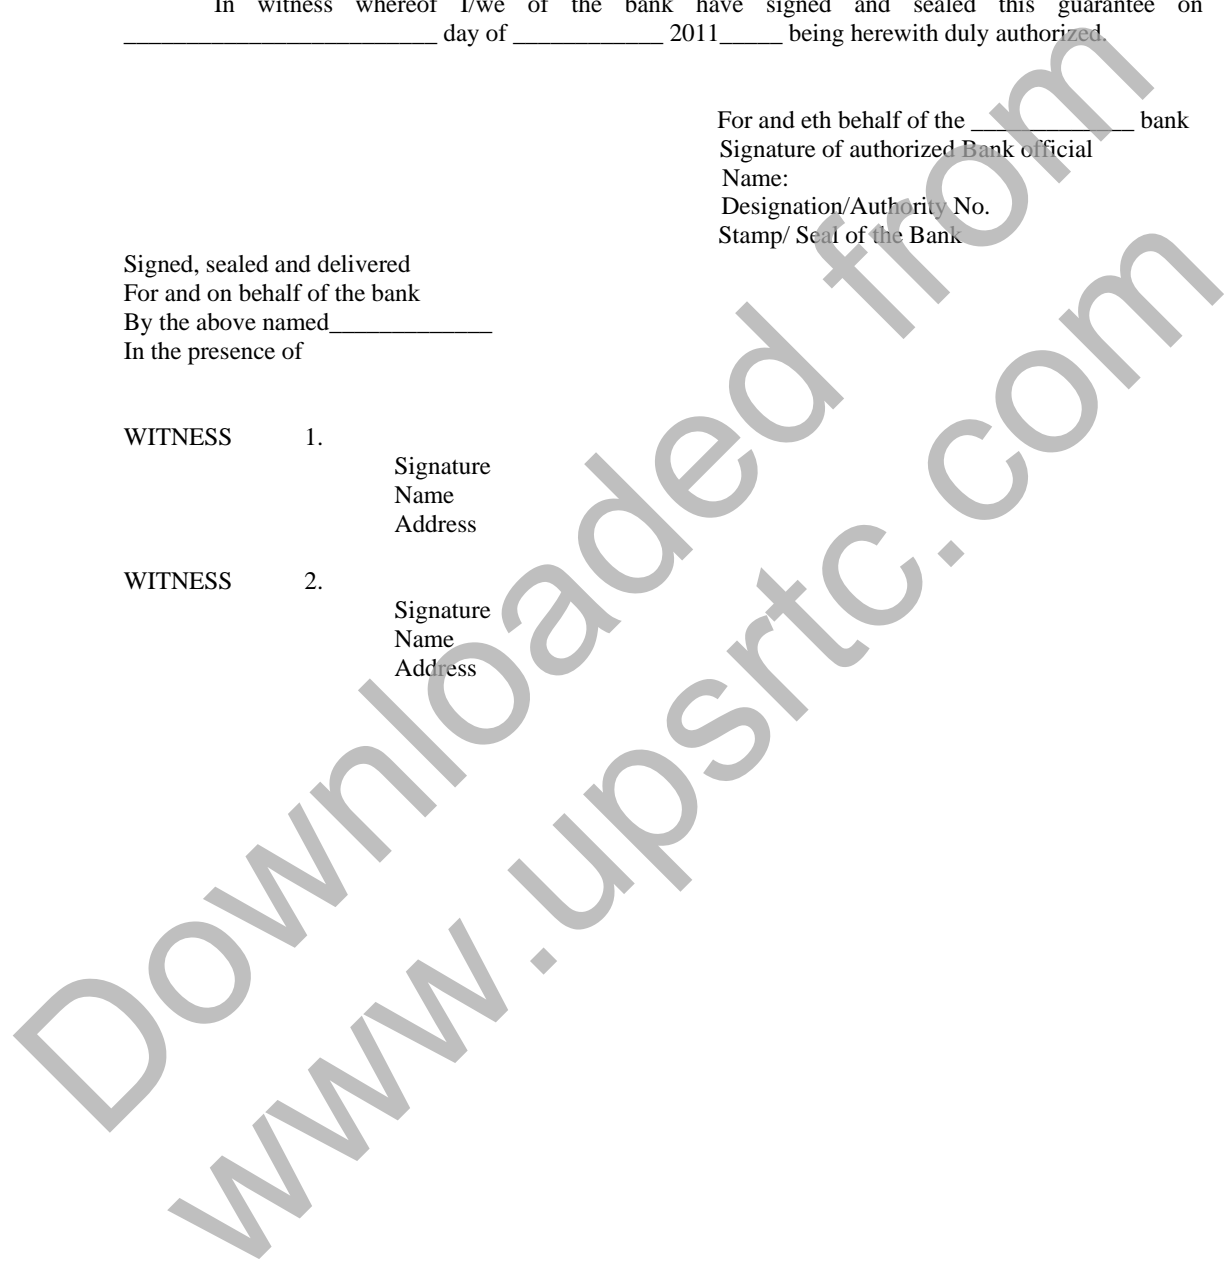 In witness whereof I/we of the bank have signed and sealed this guarantee on
_________________________ day of ____________ 2011_____ being herewith duly authorized.
For and eth behalf of the _____________ bank
Signature of authorized Bank official
Name:
Designation/Authority No.
Stamp/ Seal of the Bank
Signed, sealed and delivered
For and on behalf of the bank
By the above named_____________
In the presence of
WITNESS 1.
Signature
Name
Address
WITNESS 2.
Signature
Name
Address
Downloaded from
www.upsrtc.com